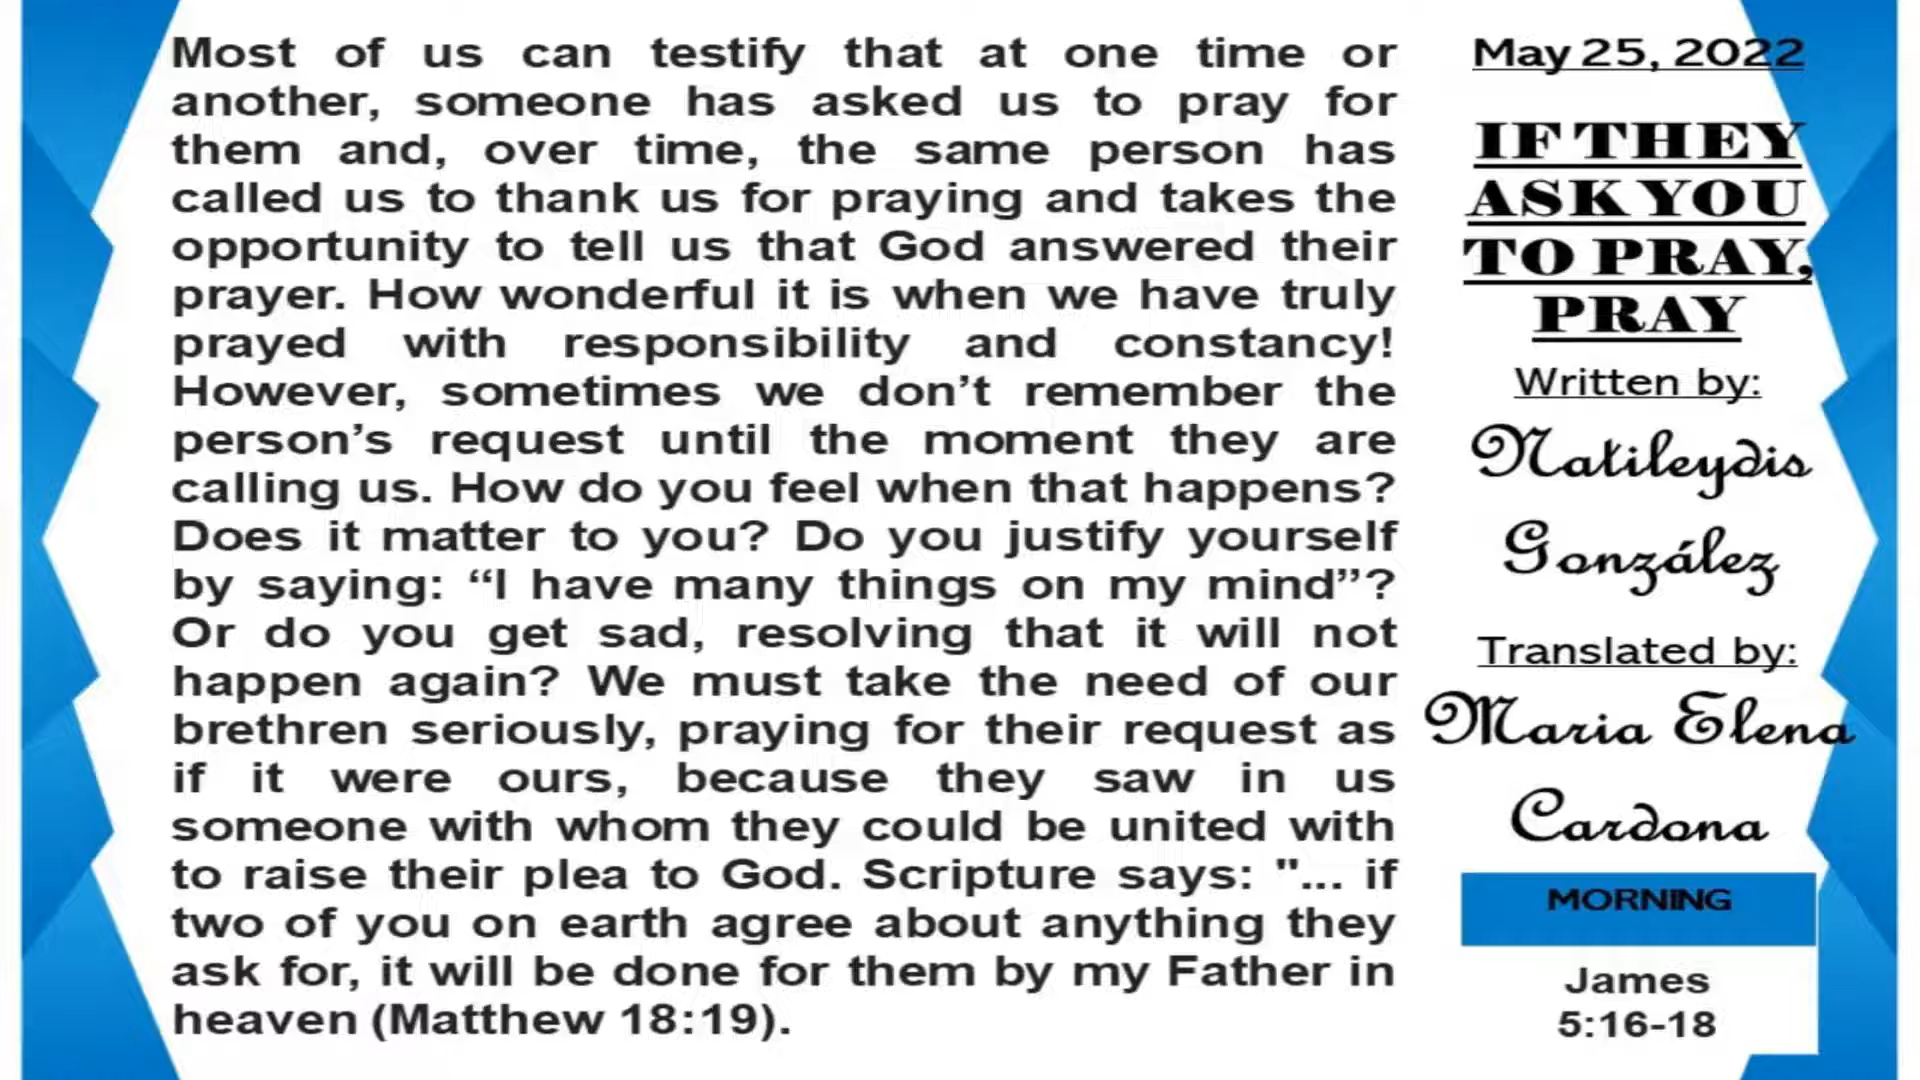 Most of us can testify that at one time or
another, someone has asked us to pray for
them and, over time, the same person has
called us to thank us for praying and takes the
opportunity to tell us that God answered their
prayer. How wonderful it is when we have truly
prayed with responsibility and constancy!
However, sometimes we don’t remember the
person’s request until the moment they are
calling us. How do you feel when that happens?
Does it matter to you? Do you justify yourself
by saying: “I have many things on my mind”?
Or do you get sad, resolving that it will not
happen again? We must take the need of our
brethren seriously, praying for their request as
if it were ours, because they saw in us
someone with whom they could be united with
to raise their plea to God. Scripture says: "... if
two of you on earth agree about anything they
ask for, it will be done for them by my Father in
heaven (Matthew 18:19).
May 25, 2022
IF THEY
ASK YOU
TO PRAY,
PRAY
Written by:
Natileydis
González
Translated by:
Maria Elena
Cardona
MORNING
James
5:16-18